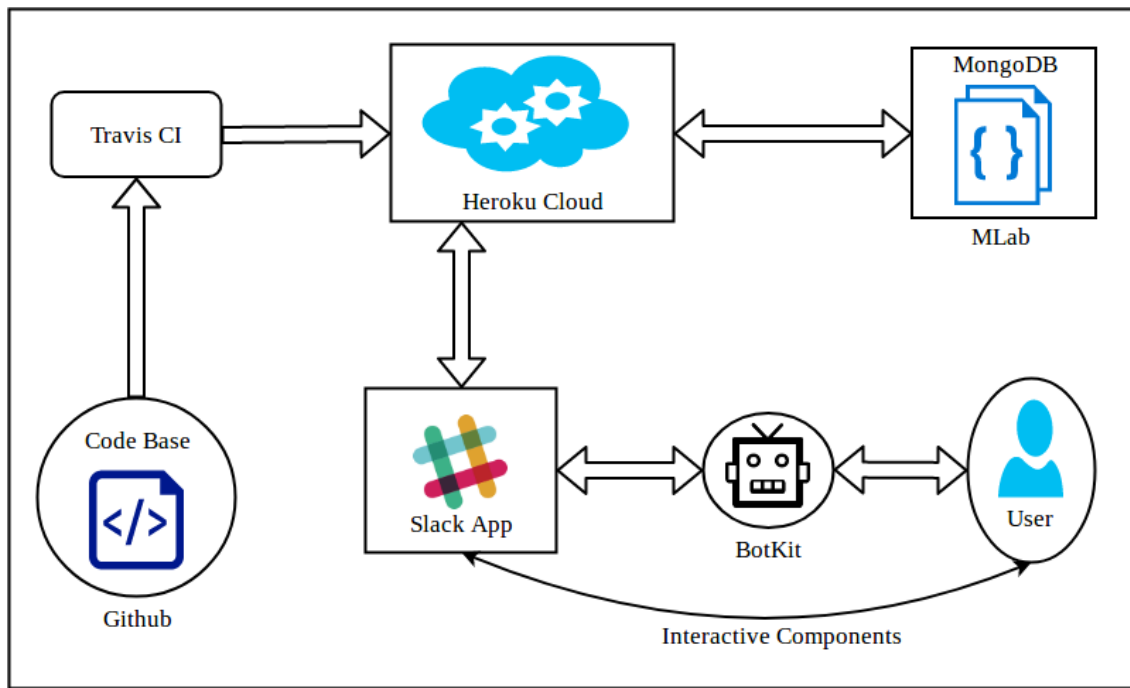 MongoDB
Travis CI
Heroku Cloud
{ }
MLab
Code Base
</>
Slack App
User
BotKit
Github
Interactive Components